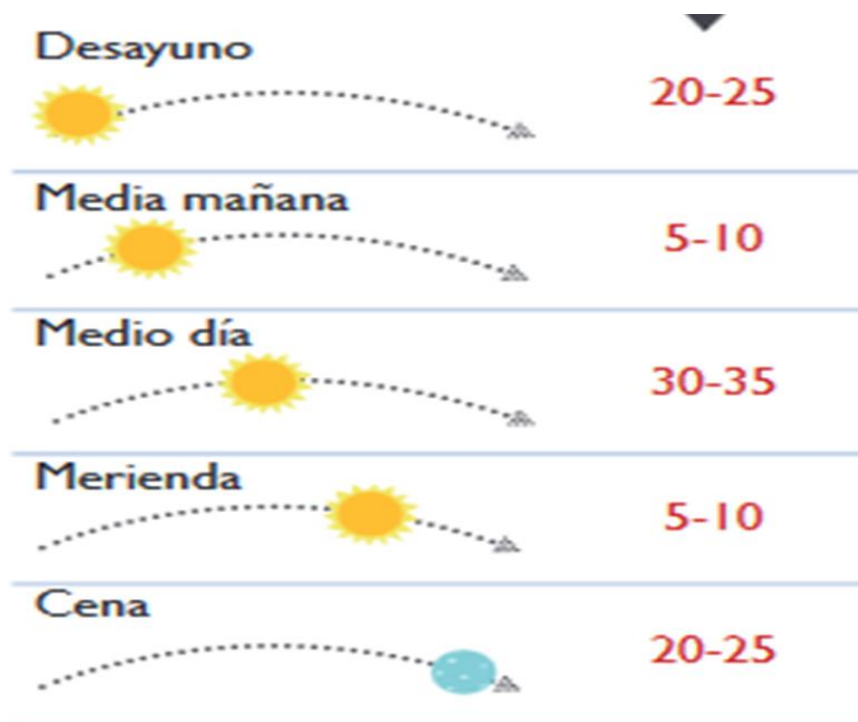 Desayuno
20-25
Media mañana
5-10
Medio día
30-35
Merienda
5-10
Cena
20-25